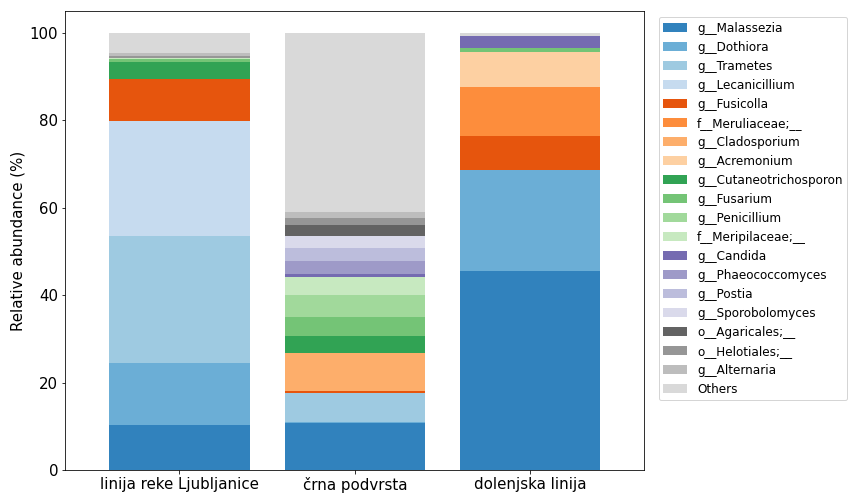 100
80
60
40
20
0
Relative abundance (%)
linija reke Ljubljanice
črna podvrsta
dolenjska linija
g__Malassezia
g__Dothiora
g__Trametes
g__Lecanicillium
g__Fusicolla
f__Meruliaceae;__
g__Cladosporium
g__Acremonium
g__Cutaneotrichosporon
g__Fusarium
g__Penicillium
f__Meripilaceae;__
g__Candida
g__Phaeococcomyces
g__Postia
g__Sporobolomyces
o__Agaricales;__
o__Helotiales;__
g__Alternaria
Others